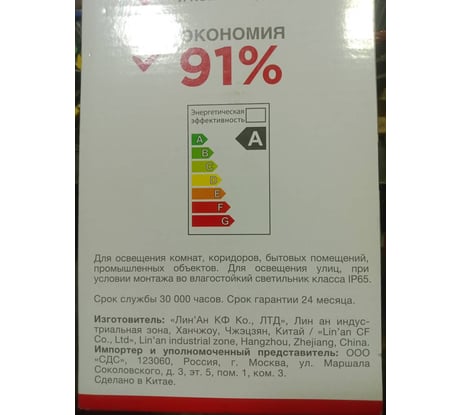 ЭКОНОМИЯ
91%
Энергетическая
эффективность
A
A
B
C
D
E
F
G
Для освещения комнат, коридоров, бытовых помещений,
промышленных объектов. Для освещения улиц, при
условии монтажа во влагостойкий светильник класса IP65.
Срок службы 30 000 часов. Срок гарантии 24 месяца.
Изготовитель: «Лин'Ан КФ Ко., ЛТД», Лин ан индус-
триальная зона, Ханчжоу, Чжэцзян, Китай / «Lin'an CF
Co., Ltd», Lin'an industrial zone, Hangzhou, Zhejiang, China.
Импортер и уполномоченный представитель: ООО
«СДС», 123060, Россия, г. Москва, ул. Маршала
Соколовского, д. 3, эт. 5, пом. 1, ком. 3.
Сделано в Китае.